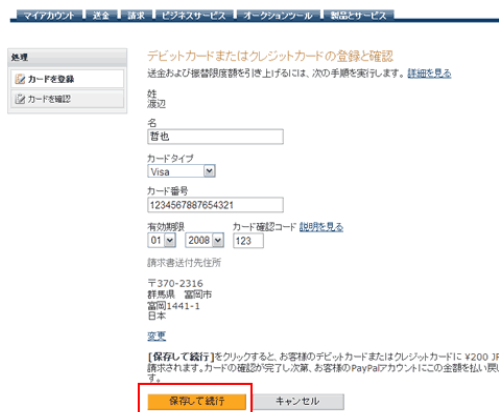 マイアカウント 送金 請求 ビジネスサービス オークションツール 製品とサービス
処理
カードを登録
カードを確認
デビットカードまたはクレジットカードの登録と確認
送金および振替限度額を引き上げるには、次の手順を実行します。 詳細を見る
姓
渡辺
名
哲也
カードタイプ
Visa
カード番号
1234567887654321
有効期限 カード確認コード 説明を見る
01 2008 123
請求書送付先住所
〒370-2316
群馬県 富岡市
富岡1441-1
日本
変更
[保存して続行]をクリックすると、お客様のデビットカードまたはクレジットカードに ¥200 JP
請求されます。カードの確認が完了し次第、お客様のPayPalアカウントにこの金額を払い戻し
す。
保存して続行 キャンセル